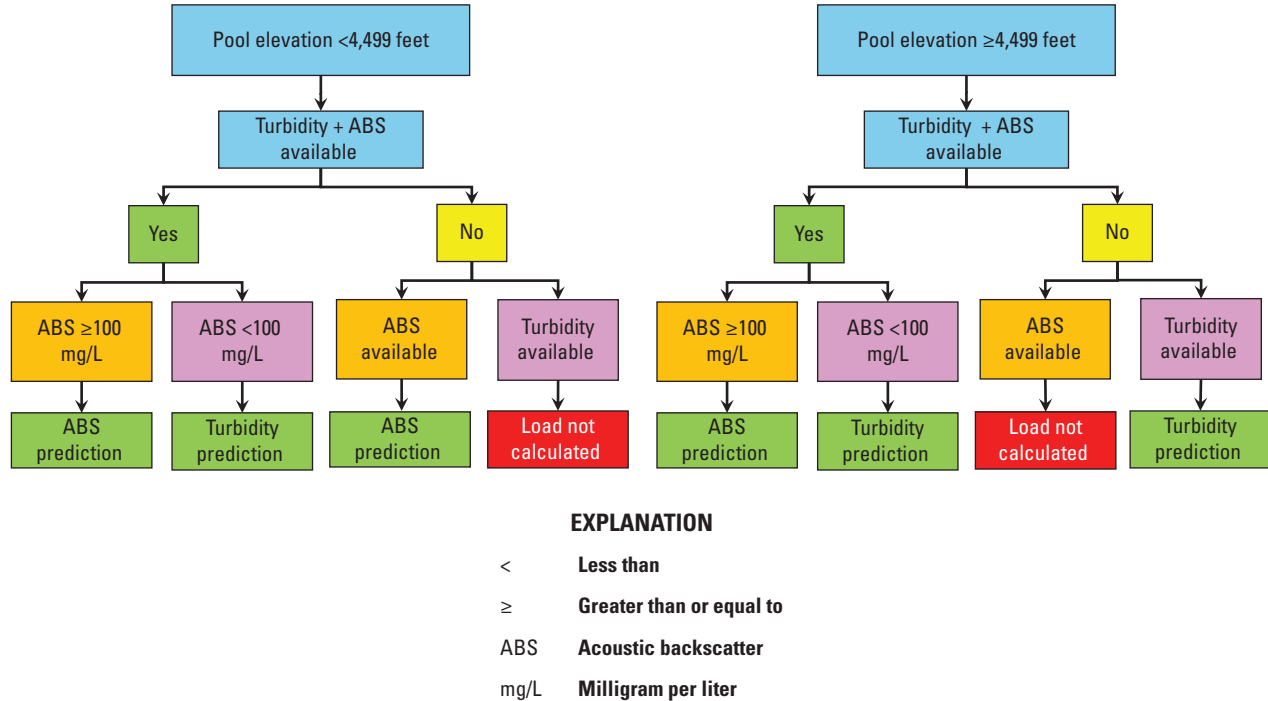 Pool elevation <4,499 feet
Turbidity + ABS
available
Yes
No
ABS ≥100
mg/L
ABS <100
mg/L
ABS
available
Turbidity
available
ABS
prediction
Turbidity
prediction
ABS
prediction
Load not
calculated
Pool elevation ≥4,499 feet
Turbidity + ABS
available
Yes
No
ABS ≥100
mg/L
ABS <100
mg/L
ABS
available
Turbidity
available
ABS
prediction
Turbidity
prediction
Load not
calculated
Turbidity
prediction
EXPLANATION
< Less than
≥ Greater than or equal to
ABS Acoustic backscatter
mg/L Milligram per liter